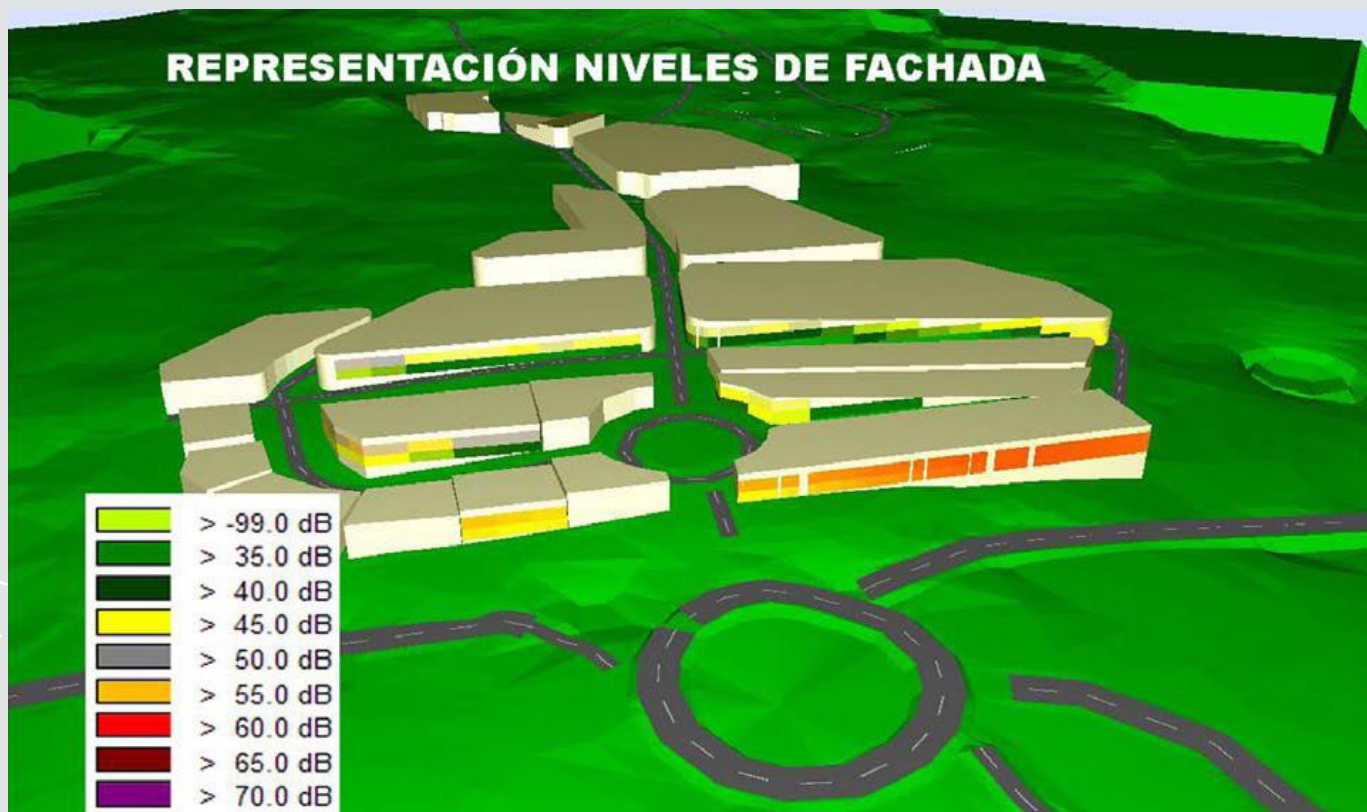 REPRESENTACIÓN NIVELES DE FACHADA
> -99.0 dB
> 35.0 dB
> 40.0 dB
> 45.0 dB
> 50.0 dB
> 55.0 dB
> 60.0 dB
> 65.0 dB
> 70.0 dB